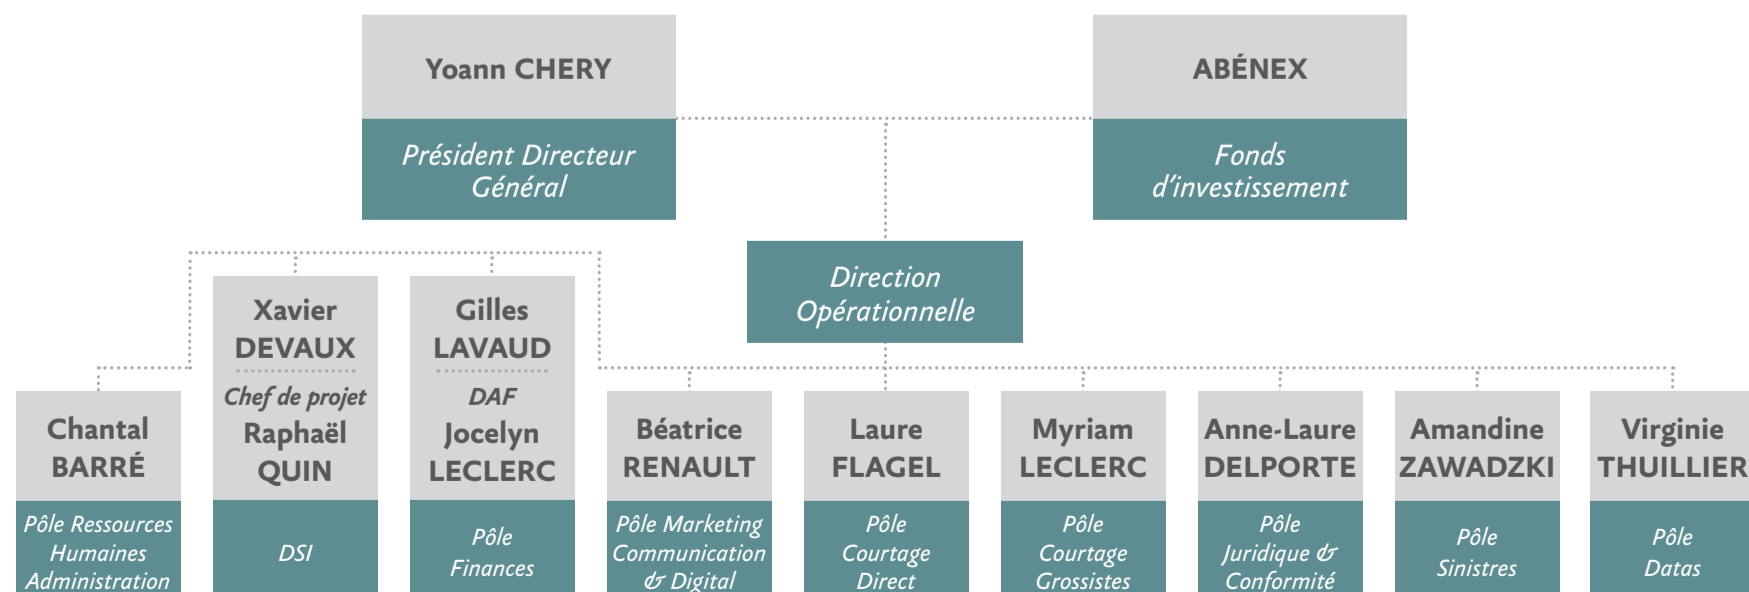 Yoann CHERY
Président Directeur
Général
ABÉNEX
Fonds
d'investissement
Direction
Opérationnelle
Chantal
BARRÉ
Pôle Ressources
Humaines
Administration
Xavier
DEVAUX
Chef de projet
Raphaël
QUIN
DSI
Gilles
LAVAUD
DAF
Jocelyn
LECLERC
Pôle
Finances
Béatrice
RENAULT
Pôle Marketing
Communication
& Digital
Laure
FLAGEL
Pôle
Courtage
Direct
Myriam
LECLERC
Pôle
Courtage
Grossistes
Anne-Laure
DELPORTE
Pôle
Juridique &
Conformité
Amandine
ZAWADZKI
Pôle
Sinistres
Virginie
THUILLIER
Pôle
Datas